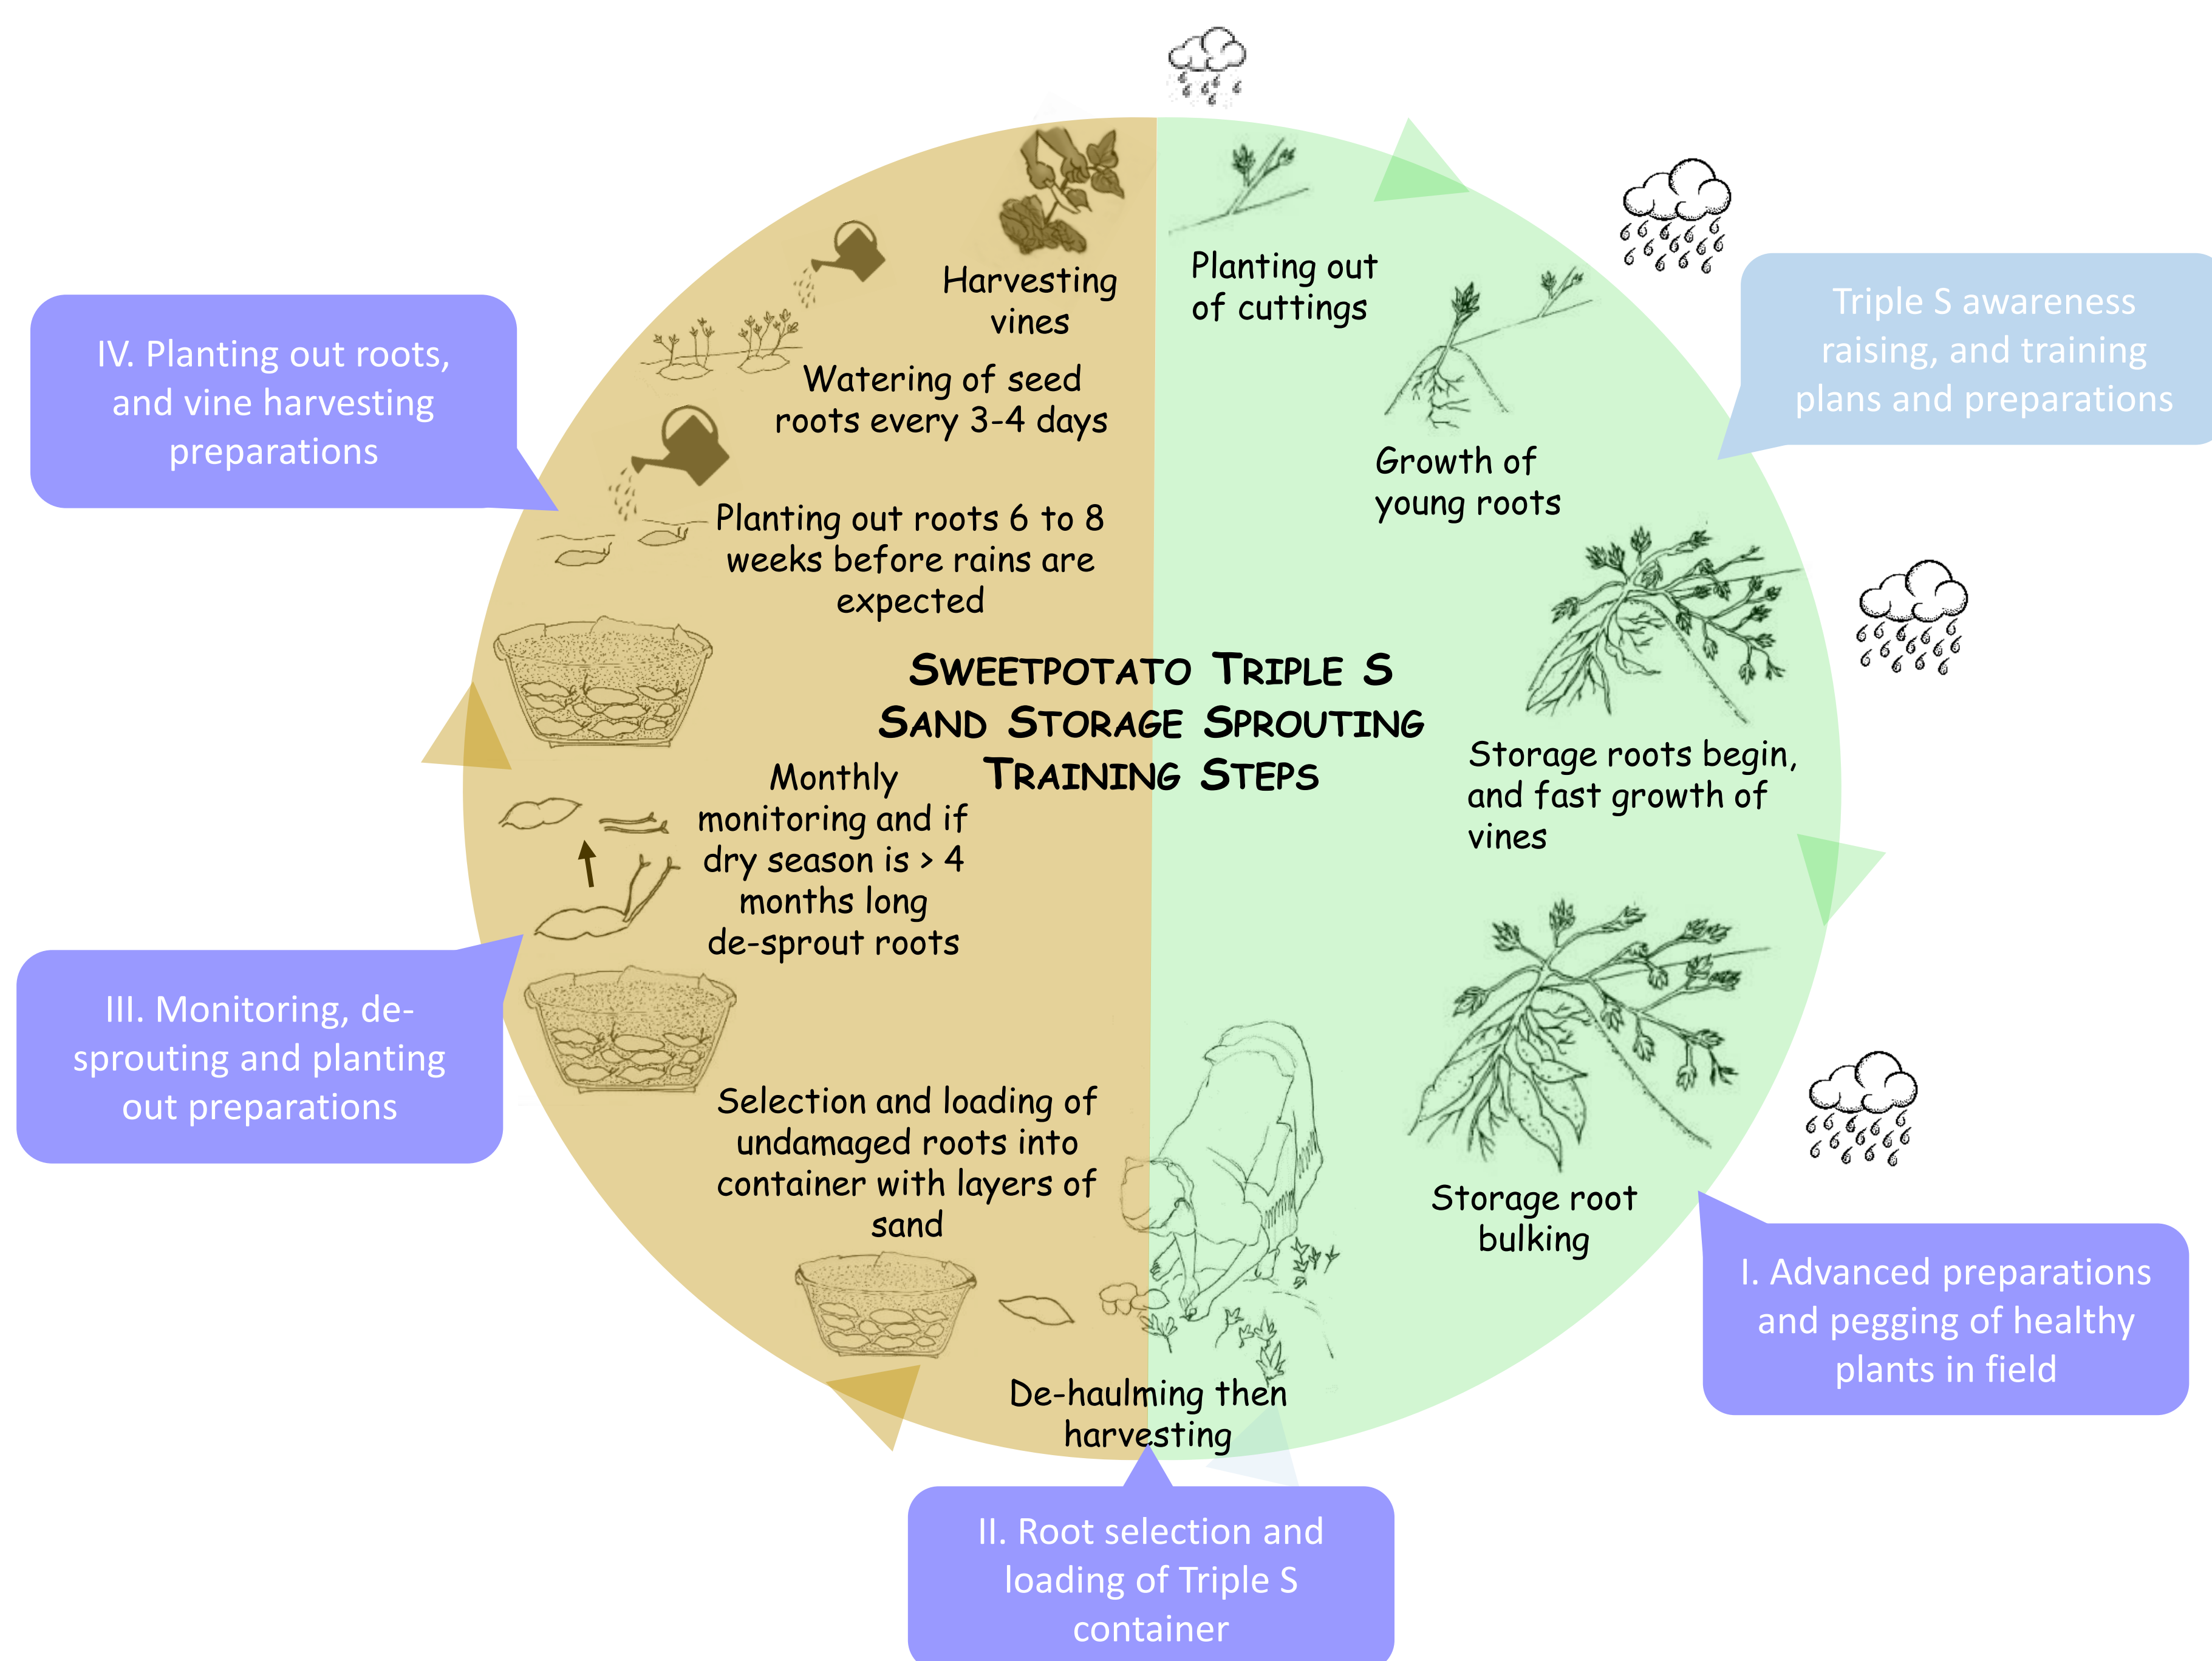 SWEETPOTATO TRIPLE S
SAND STORAGE SPROUTING
TRAINING STEPS
Planting out
of cuttings
Growth of
young roots
Triple S awareness
raising, and training
plans and preparations
Storage roots begin,
and fast growth of
vines
Storage root
bulking
I. Advanced preparations
and pegging of healthy
plants in field
De-haulming then
harvesting
II. Root selection and
loading of Triple S
container
Selection and loading of
undamaged roots into
container with layers of
sand
III. Monitoring, de-
sprouting and planting
out preparations
Monthly
monitoring and if
dry season is > 4
months long
de-sprout roots
Planting out roots 6 to 8
weeks before rains are
expected
IV. Planting out roots,
and vine harvesting
preparations
Watering of seed
roots every 3-4 days
Harvesting
vines